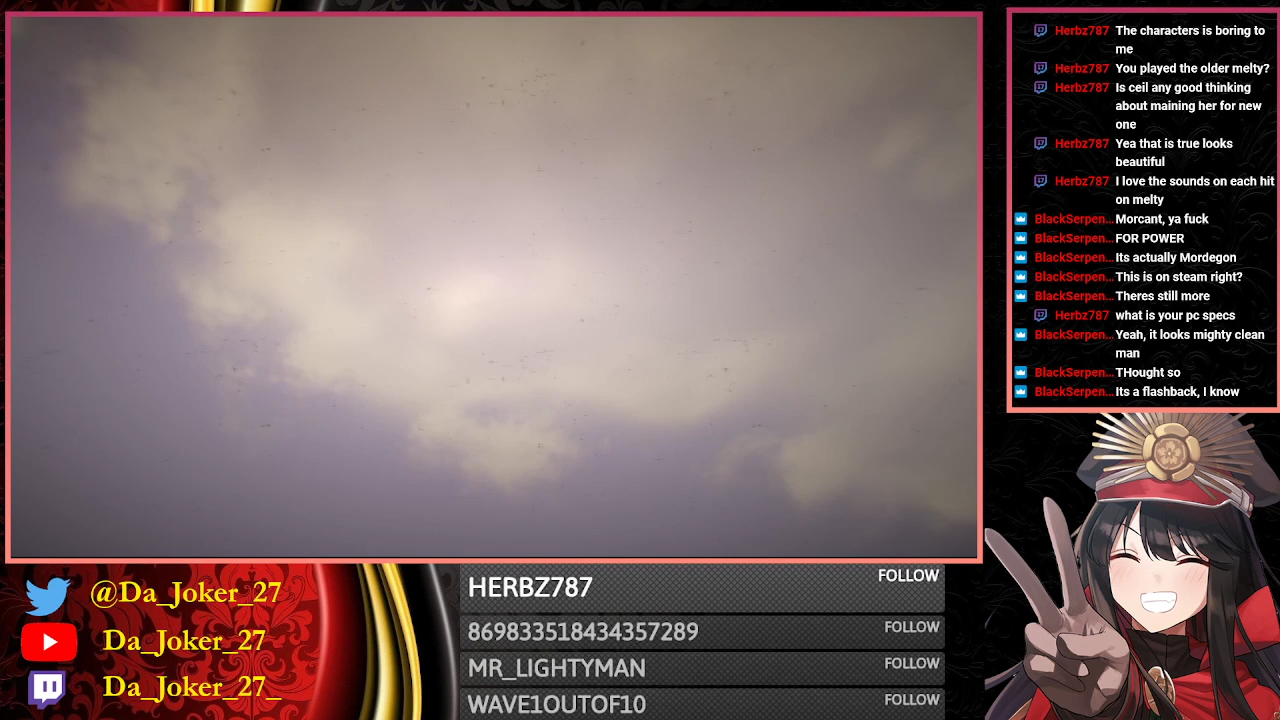 Herbz787 The characters is boring to
me
Herbz787 You played the older melty?
Herbz787 Is ceil any good thinking
about maining her for new
one
Herbz787 Yea that is true looks
beautiful
Herbz787 I love the sounds on each hit
on melty
BlackSerpen... Morcant, ya fuck
BlackSerpen... FOR POWER
BlackSerpen... Its actually Mordegon
BlackSerpen... This is on steam right?
BlackSerpen... Theres still more
Herbz787 what is your pc specs
BlackSerpen... Yeah, it looks mighty clean
man
BlackSerpen... THought so
BlackSerpen... Its a flashback, I know
@Da_Joker_27
Da_Joker_27
Da_Joker_27_
HERBZ787 FOLLOW
869833518434357289 FOLLOW
MR_LIGHTYMAN FOLLOW
WAVE1OUTOF10 FOLLOW